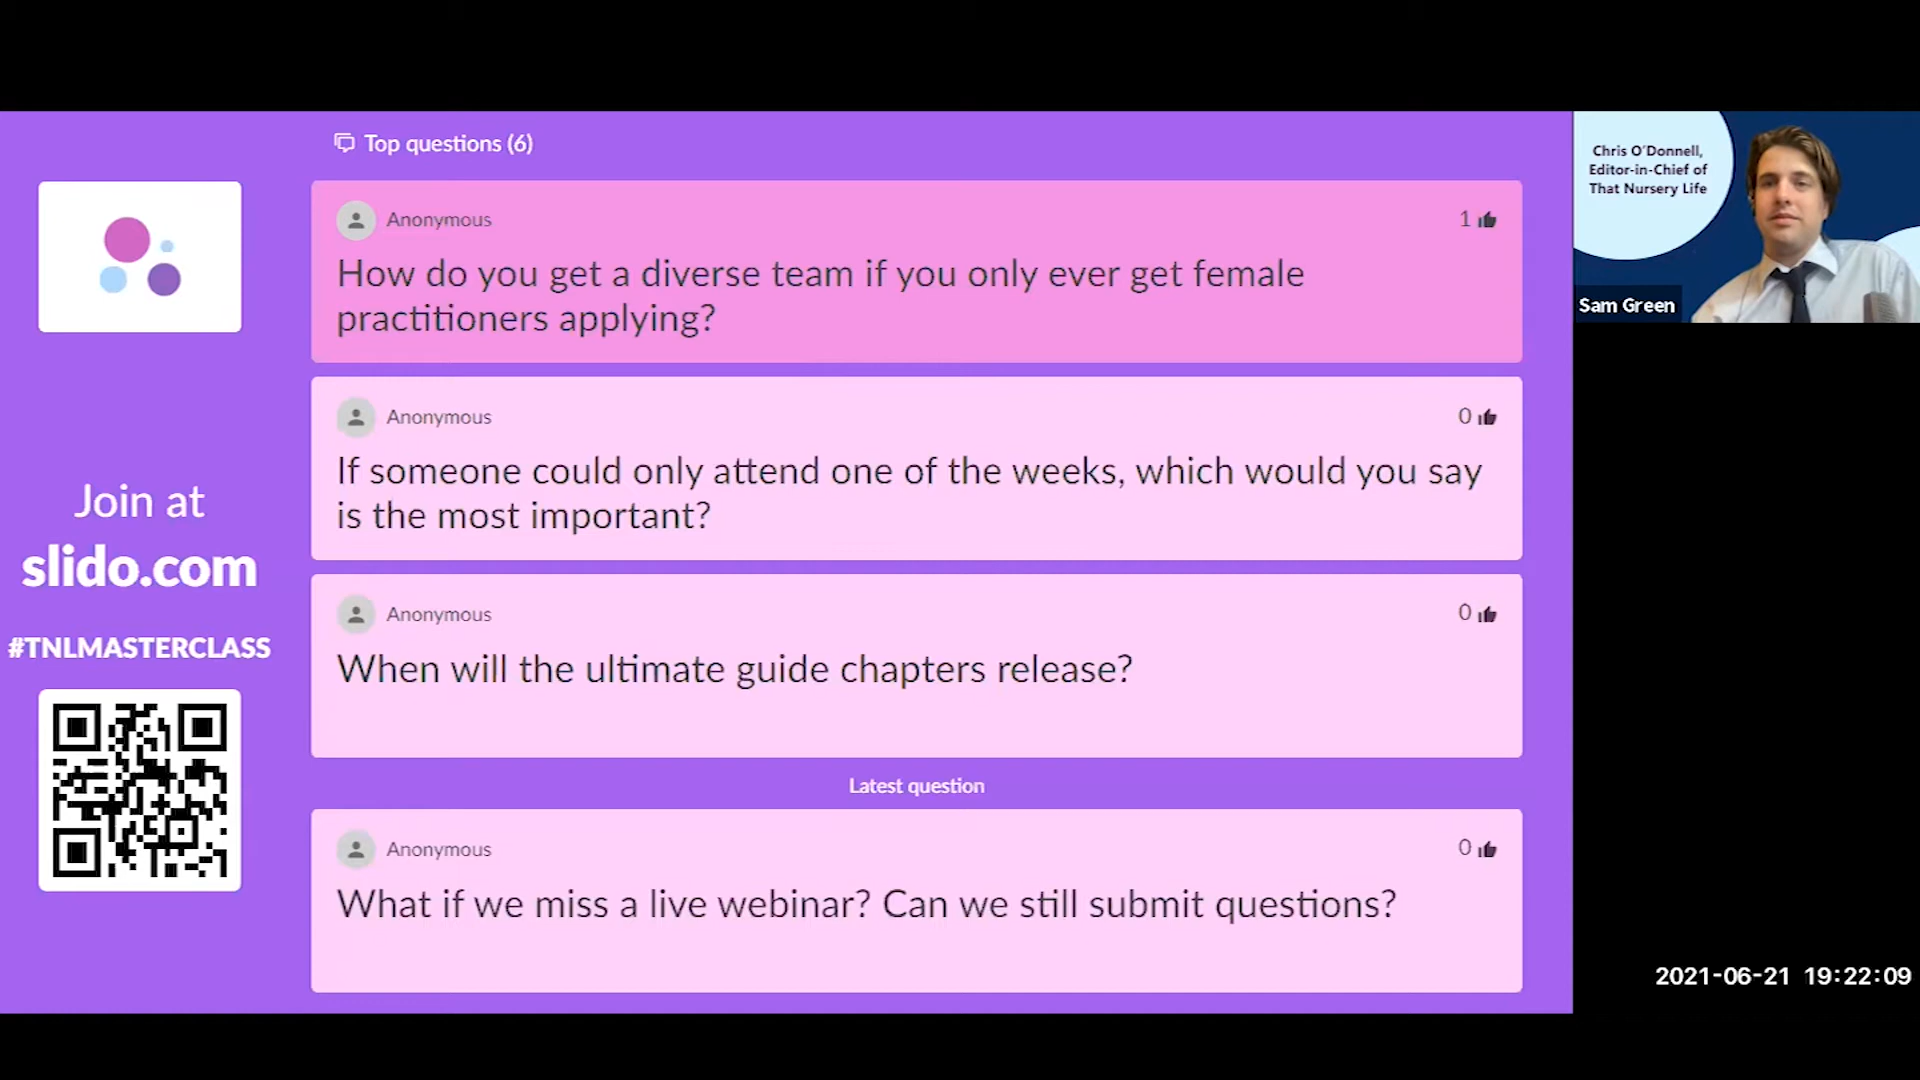 Top questions (6)
Anonymous
1
How do you get a diverse team if you only ever get female
practitioners applying?
Anonymous
0
If someone could only attend one of the weeks, which would you say
is the most important?
Anonymous
0
When will the ultimate guide chapters release?
Latest question
Anonymous
0
What if we miss a live webinar? Can we still submit questions?
Join at
slido.com
#TNLMASTERCLASS
Chris O'Donnell,
Editor-in-Chief of
That Nursery Life
Sam Green
2021-06-21 19:22:09